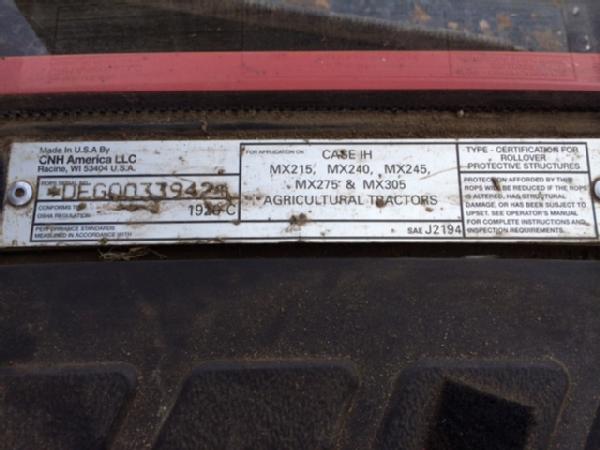 Made In U.S.A By
CNH America LLC
Racine, WI 53404 U.S.A.
CONFORMS TO
OSHA REGULATION
PERFORMANCE STANDARDS
MEASURED IN ACCORDANCE WITH
SAE J2194
FOR APPLICATION ON
CASE IH
MX215, MX240, MX245,
MX275 & MX305
AGRICULTURAL TRACTORS
TYPE - CERTIFICATION FOR
ROLLOVER
PROTECTIVE STRUCTURES
PROTECTION AFFORDED BY THIS
ROPS WILL BE REDUCED IF THE ROPS
IS ALTERED, HAS STRUCTURAL
DAMAGE, OR HAS BEEN SUBJECT TO
UPSET. SEE OPERATOR'S MANUAL
FOR COMPLETE INSTRUCTIONS AND
INSPECTION REQUIREMENTS.